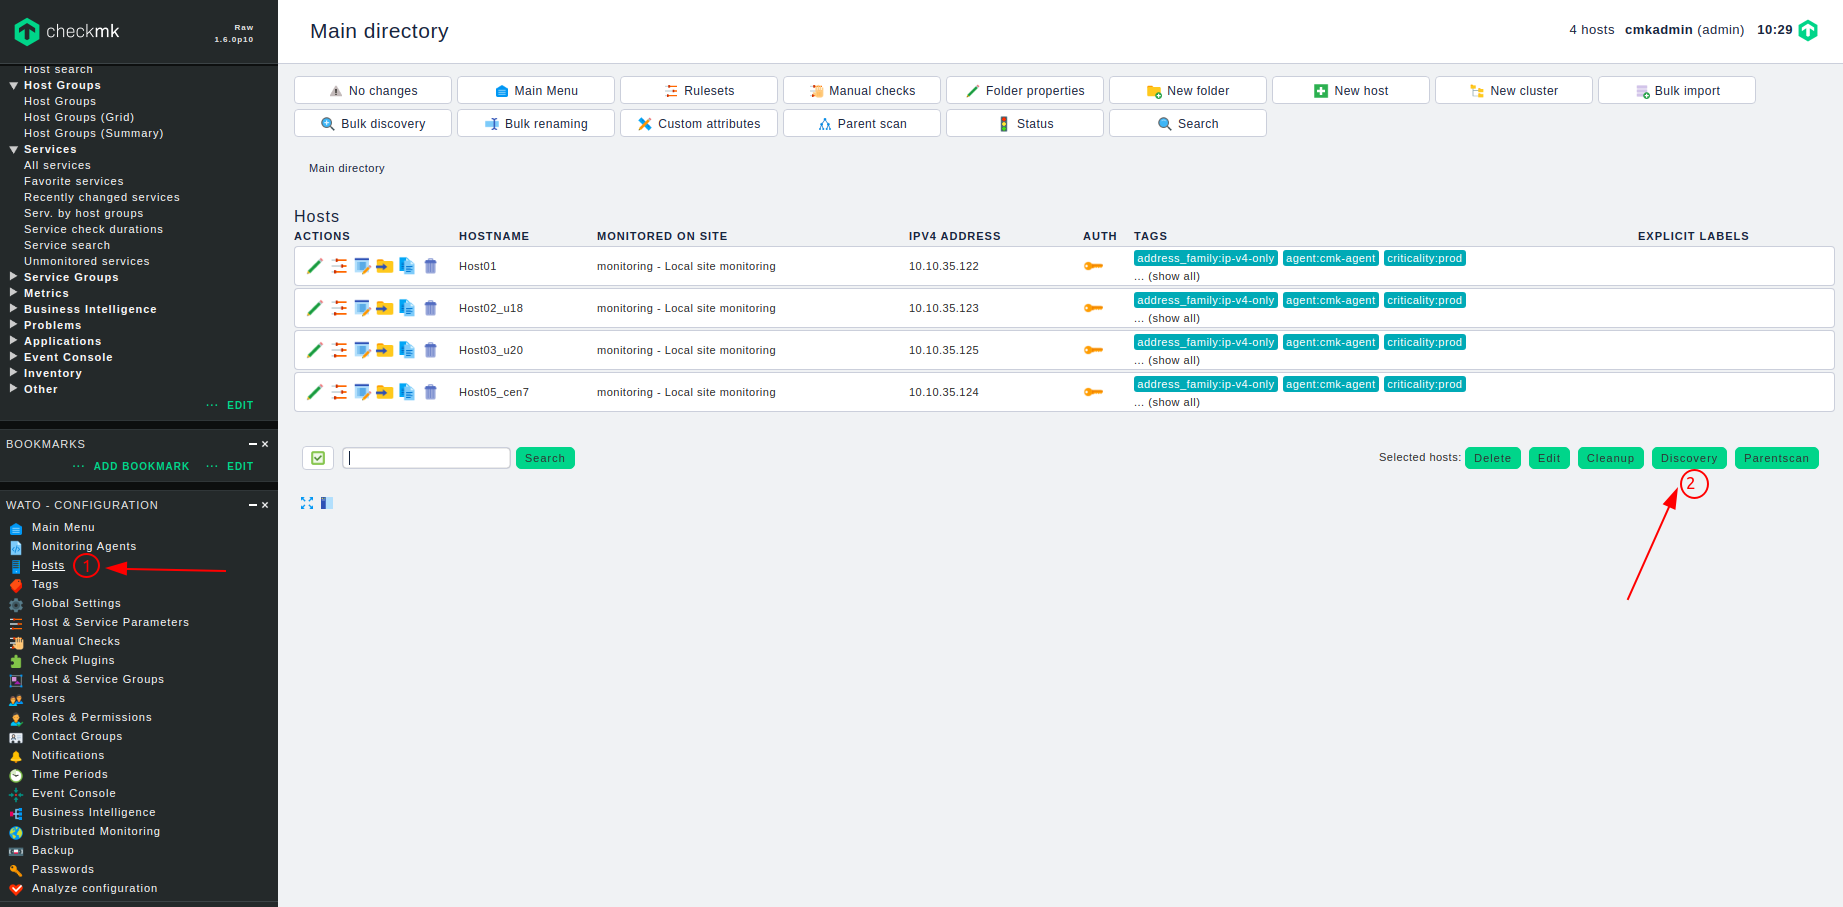 checkmk
Raw
1.6.0p10
Host search
Host Groups
Host Groups
Host Groups (Grid)
Host Groups (Summary)
Services
All services
Favorite services
Recently changed services
Serv. by host groups
Service check durations
Service search
Unmonitored services
Service Groups
Metrics
Business Intelligence
Problems
Applications
Event Console
Inventory
Other
··· EDIT
BOOKMARKS
··· ADD BOOKMARK ··· EDIT
WATO - CONFIGURATION
Main Menu
Monitoring Agents
Hosts 1
Tags
Global Settings
Host & Service Parameters
Manual Checks
Check Plugins
Host & Service Groups
Users
Roles & Permissions
Contact Groups
Notifications
Time Periods
Event Console
Business Intelligence
Distributed Monitoring
Backup
Passwords
Analyze configuration
Main directory
4 hosts cmkadmin (admin) 10:29
No changes Main Menu Rulesets Manual checks Folder properties New folder New host New cluster Bulk import
Bulk discovery Bulk renaming Custom attributes Parent scan Status Search
Main directory
Hosts
ACTIONS HOSTNAME MONITORED ON SITE IPV4 ADDRESS AUTH TAGS EXPLICIT LABELS
Host01 monitoring - Local site monitoring 10.10.35.122 address_family:ip-v4-only agent:cmk-agent criticality:prod
... (show all)
Host02_u18 monitoring - Local site monitoring 10.10.35.123 address_family:ip-v4-only agent:cmk-agent criticality:prod
... (show all)
Host03_u20 monitoring - Local site monitoring 10.10.35.125 address_family:ip-v4-only agent:cmk-agent criticality:prod
... (show all)
Host05_cen7 monitoring - Local site monitoring 10.10.35.124 address_family:ip-v4-only agent:cmk-agent criticality:prod
... (show all)
Search Selected hosts: Delete Edit Cleanup Discovery Parentscan
2